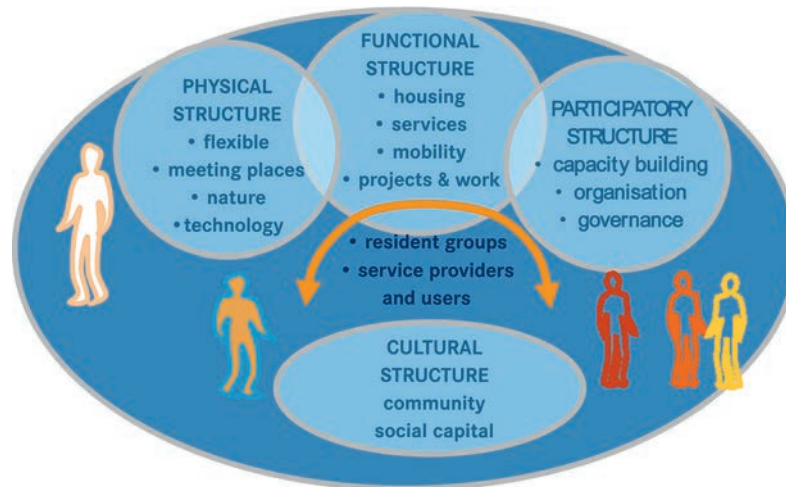 PHYSICAL
STRUCTURE
• flexible
• meeting places
• nature
• technology
FUNCTIONAL
STRUCTURE
• housing
• services
• mobility
• projects & work
PARTICIPATORY
STRUCTURE
• capacity building
• organisation
• governance
• resident groups
• service providers
and users
CULTURAL
STRUCTURE
community
social capital